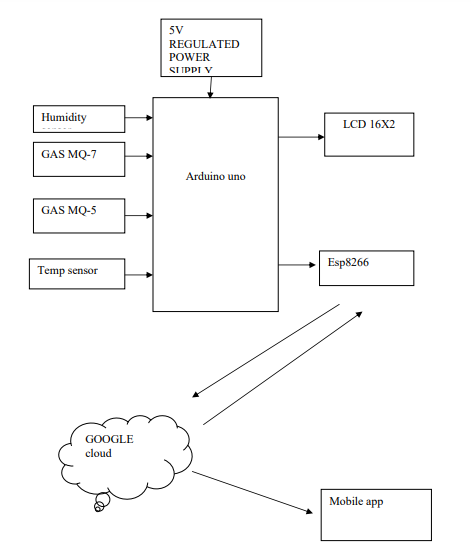 5V
REGULATED
POWER
SUPPLY
Humidity
GAS MQ-7
GAS MQ-5
Temp sensor
Arduino uno
LCD 16X2
Esp8266
GOOGLE
cloud
Mobile app